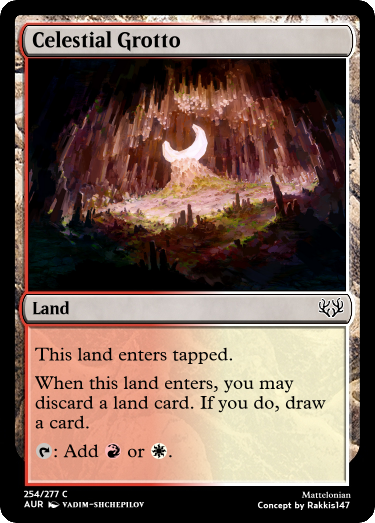 Celestial Grotto
Land
This land enters tapped.
When this land enters, you may
discard a land card. If you do, draw
a card.
: Add or .
254/277 C
Mattelonian
AUR VADIM-SHCHEPILOV
Concept by Rakkis147